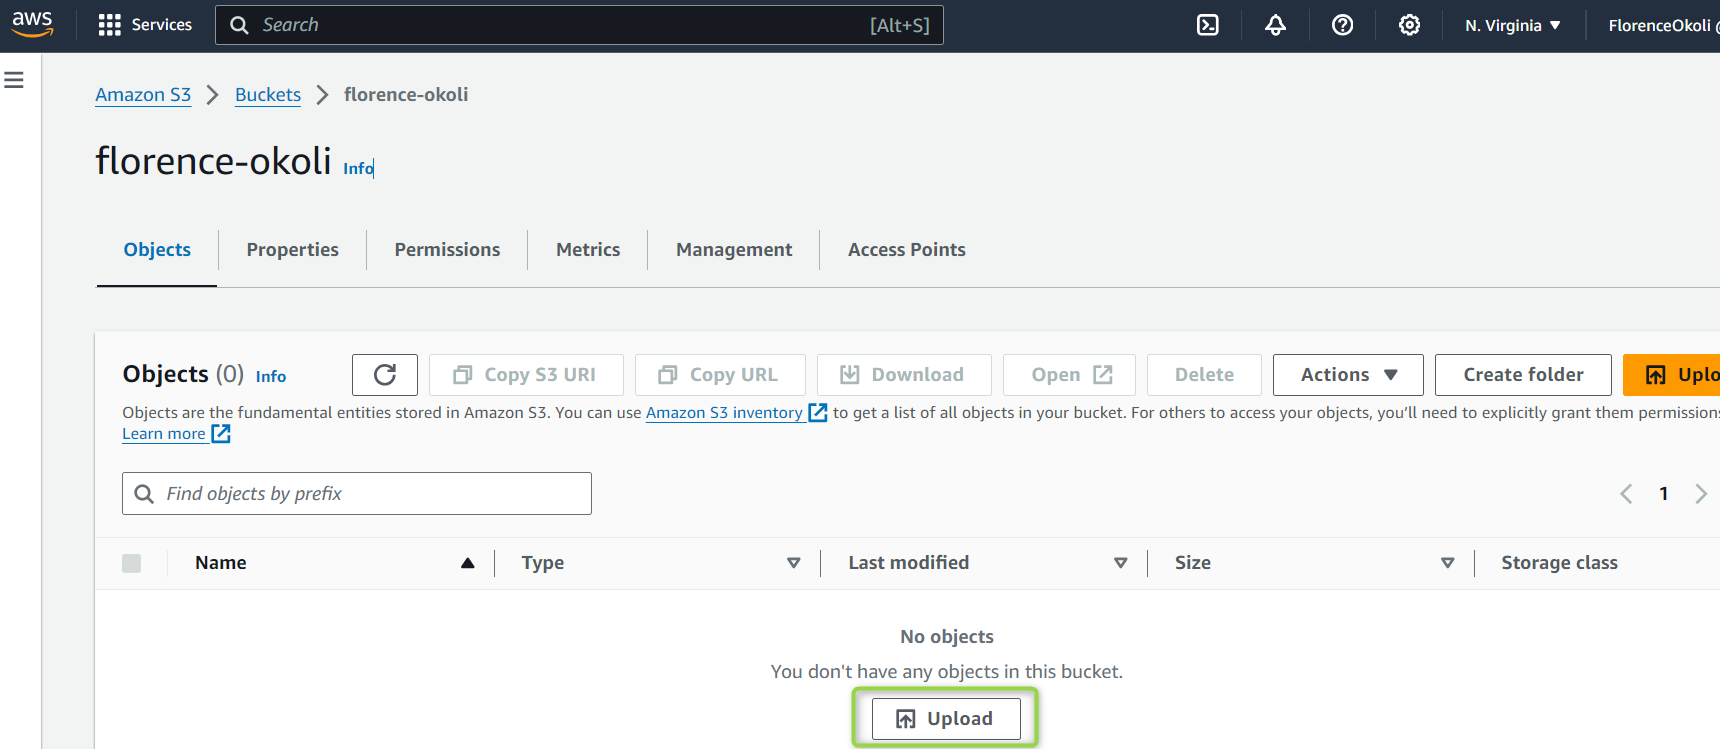 aws Services Search [Alt+S] N. Virginia FlorenceOkoli @
Amazon S3 Buckets florence-okoli
florence-okoli Info
Objects Properties Permissions Metrics Management Access Points
Objects (0) Info Copy S3 URI Copy URL Download Open Delete Actions Create folder Uplo
Objects are the fundamental entities stored in Amazon S3. You can use Amazon S3 inventory to get a list of all objects in your bucket. For others to access your objects, you’ll need to explicitly grant them permissions
Learn more
Find objects by prefix 1
Name Type Last modified Size Storage class
No objects
You don't have any objects in this bucket.
Upload